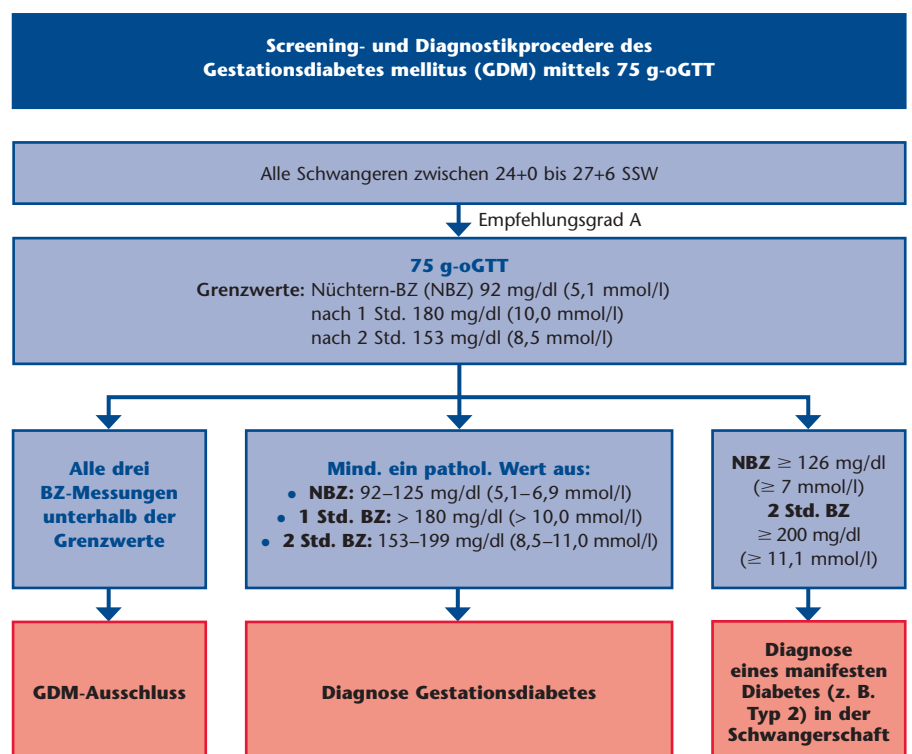 Screening- und Diagnostikprocedere des
Gestationsdiabetes mellitus (GDM) mittels 75 g-oGTT
Alle Schwangeren zwischen 24+0 bis 27+6 SSW
Empfehlungsgrad A
75 g-oGTT
Grenzwerte: Nüchtern-BZ (NBZ) 92 mg/dl (5,1 mmol/l)
nach 1 Std. 180 mg/dl (10,0 mmol/l)
nach 2 Std. 153 mg/dl (8,5 mmol/l)
Alle drei
BZ-Messungen
unterhalb der
Grenzwerte
Mind. ein pathol. Wert aus:
• NBZ: 92–125 mg/dl (5,1–6,9 mmol/l)
• 1 Std. BZ: > 180 mg/dl (> 10,0 mmol/l)
• 2 Std. BZ: 153–199 mg/dl (8,5–11,0 mmol/l)
NBZ ≥ 126 mg/dl
(≥ 7 mmol/l)
2 Std. BZ
≥ 200 mg/dl
(≥ 11,1 mmol/l)
GDM-Ausschluss
Diagnose Gestationsdiabetes
Diagnose
eines manifesten
Diabetes (z. B.
Typ 2) in der
Schwangerschaft